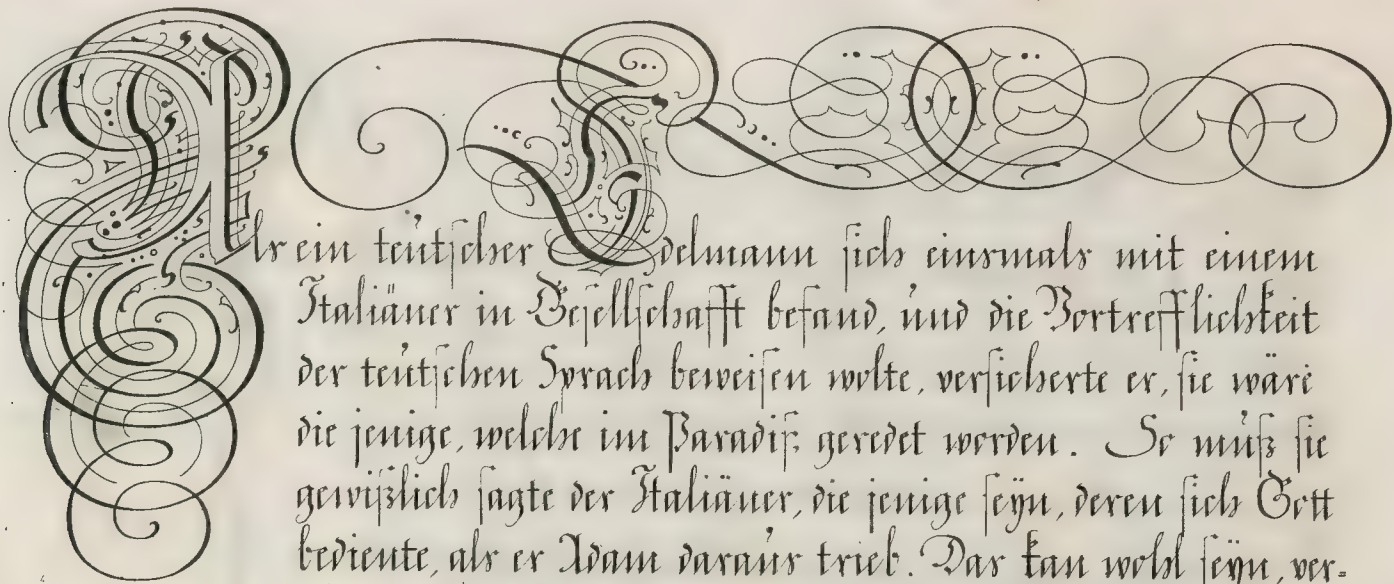 Als ein teutscher Edelmann sich einsmals mit einem
Italiäner in Gesellschafft befand, und die Vortrefflichkeit
der teutschen Sprach beweisen wolte, versicherte er, sie wäre
die jenige, welche im Paradiß geredet worden. So muß sie
gewißlich sagte der Italiäner, die jenige seyn, deren sich Gott
bediente, als er Adam daraus trieb. Das kan wohl seyn, ver=